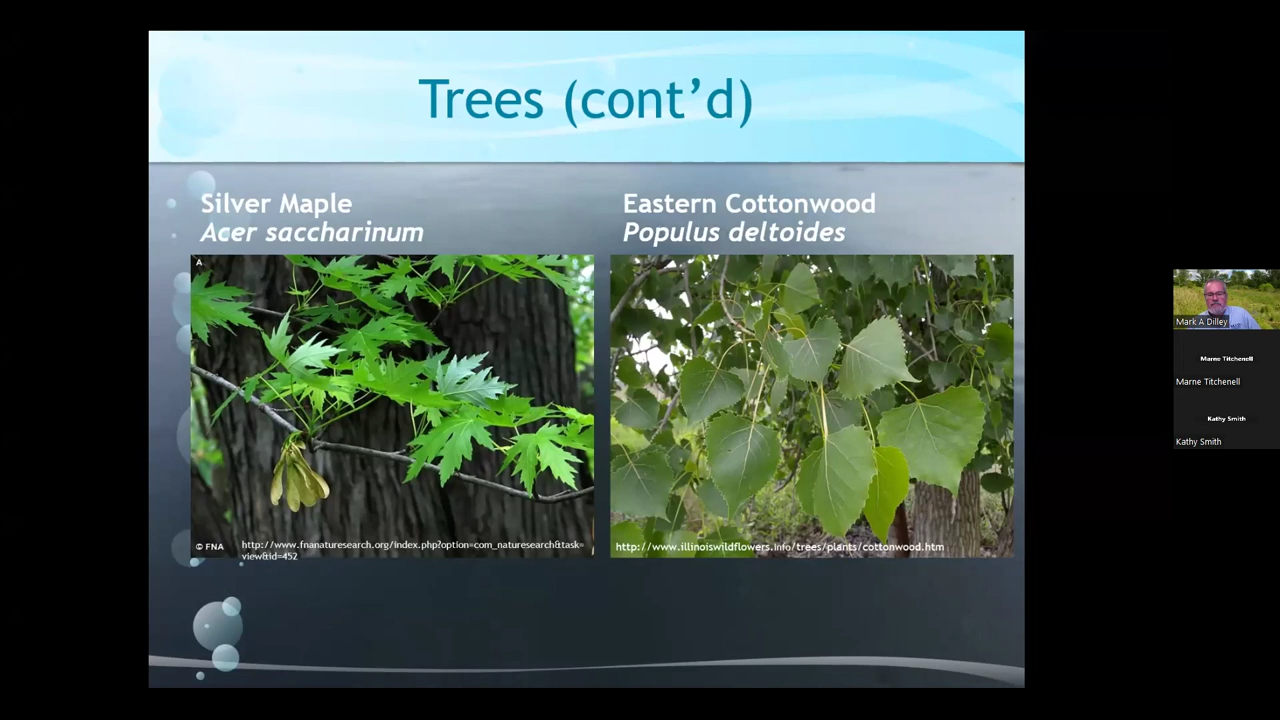 Trees (cont’d)
Silver Maple
Acer saccharinum
Eastern Cottonwood
Populus deltoides
A
© FNA
http://www.fnanaturesearch.org/index.php?option=com_naturesearch&task=
view&id=452
http://www.illinoiswildflowers.info/trees/plants/cottonwood.htm
Mark A Dilley
Marne Titchenell
Marne Titchenell
Kathy Smith
Kathy Smith